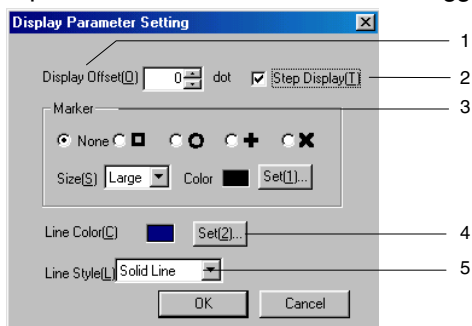 Display Parameter Setting
1
Display Offset(O) 0 dot Step Display(T)
2
Marker
3
None
Size(S) Large Color Set(1)...
Line Color(C) Set(2)...
4
Line Style(L) Solid Line
5
OK Cancel